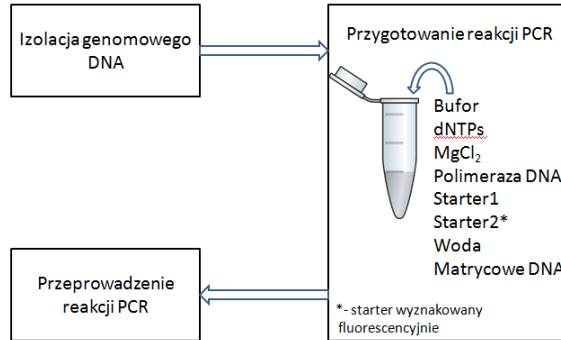 Izolacja genomowego
DNA
Przygotowanie reakcji PCR
Bufor
dNTPs
MgCl₂
Polimeraza DNA
Starter1
Starter2*
Woda
Matrycowe DNA
*- starter wyznakowany
fluorescencyjnie
Przeprowadzenie
reakcji PCR